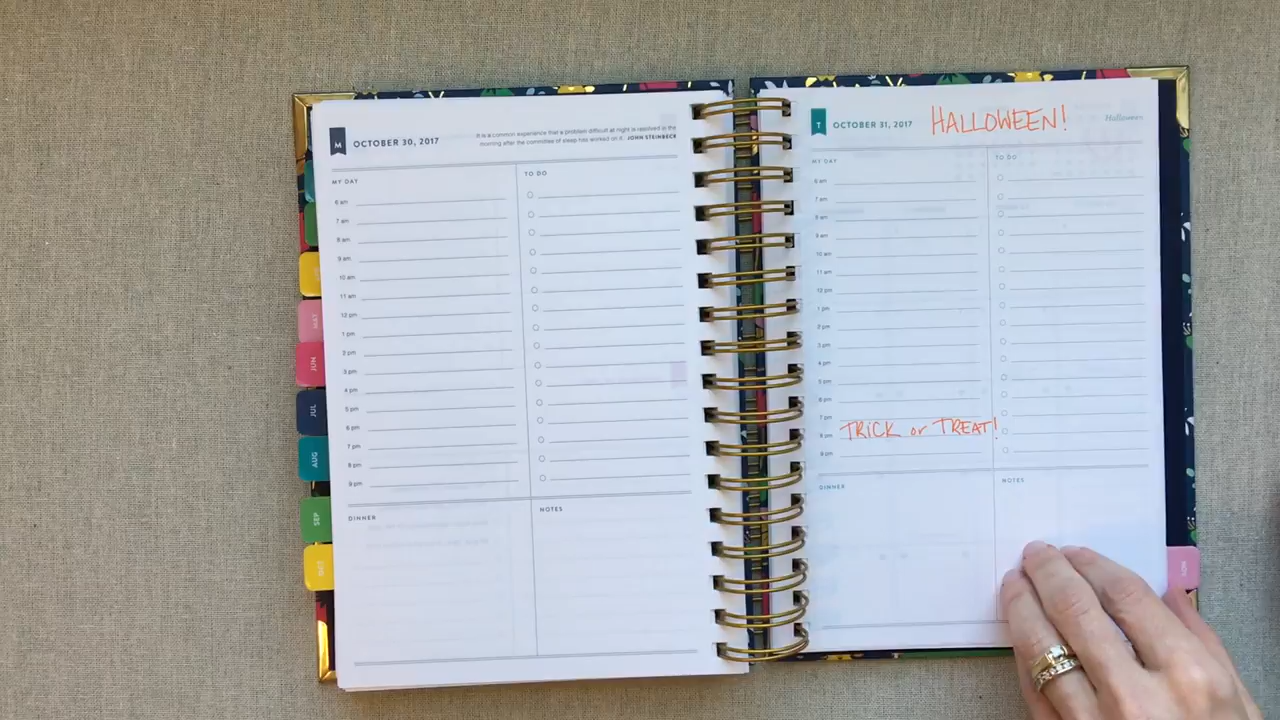 M
OCTOBER 30, 2017
It is a common experience that a problem difficult at night is resolved in the
morning after the committee of sleep has worked on it. JOHN STEINBECK
MY DAY
TO DO
6 am
7 am
8 am
9 am
10 am
11 am
12 pm
1 pm
2 pm
3 pm
4 pm
5 pm
6 pm
7 pm
8 pm
9 pm
DINNER
NOTES
MAY
JUN
JUL
AUG
SEP
OCT
T
OCTOBER 31, 2017
HALLOWEEN!
Halloween
MY DAY
TO DO
6 am
7 am
8 am
9 am
10 am
11 am
12 pm
1 pm
2 pm
3 pm
4 pm
5 pm
6 pm
7 pm
8 pm TRICK or TREAT!
9 pm
DINNER
NOTES
NOV